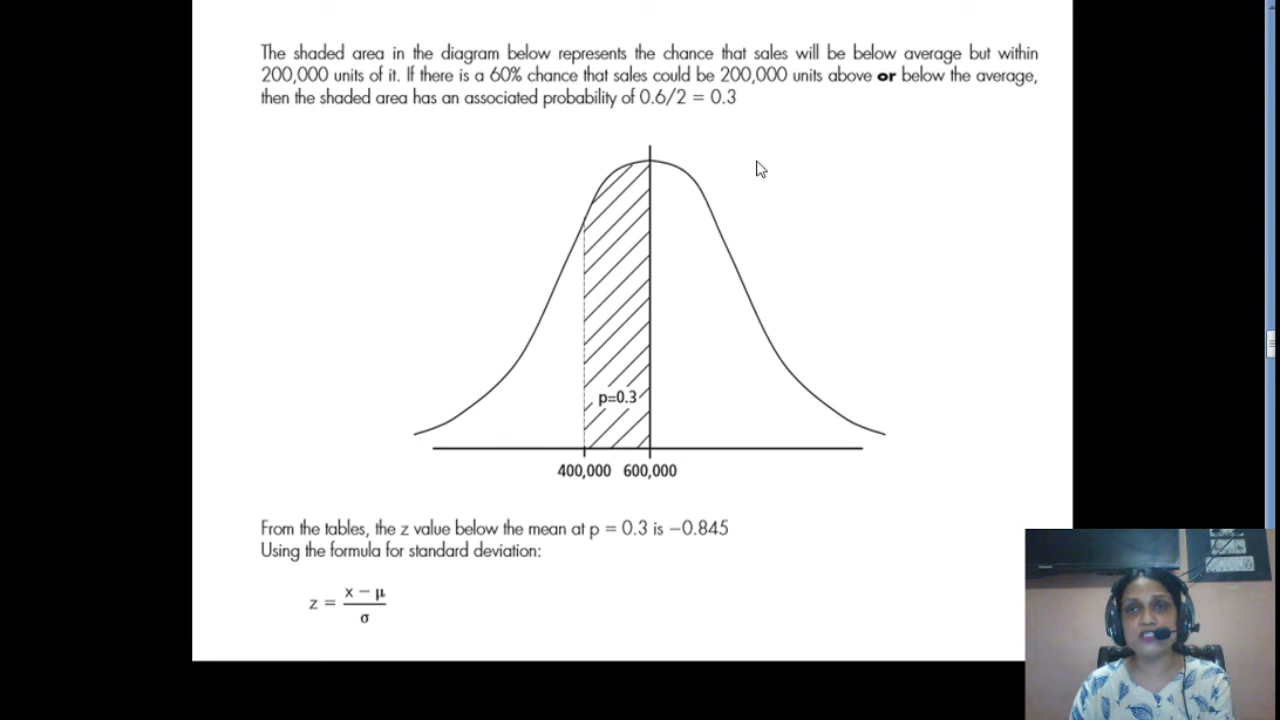 The shaded area in the diagram below represents the chance that sales will be below average but within
200,000 units of it. If there is a 60% chance that sales could be 200,000 units above or below the average,
then the shaded area has an associated probability of 0.6/2 = 0.3
p=0.3
400,000 600,000
From the tables, the z value below the mean at p = 0.3 is −0.845
Using the formula for standard deviation:
z = x − μ
σ